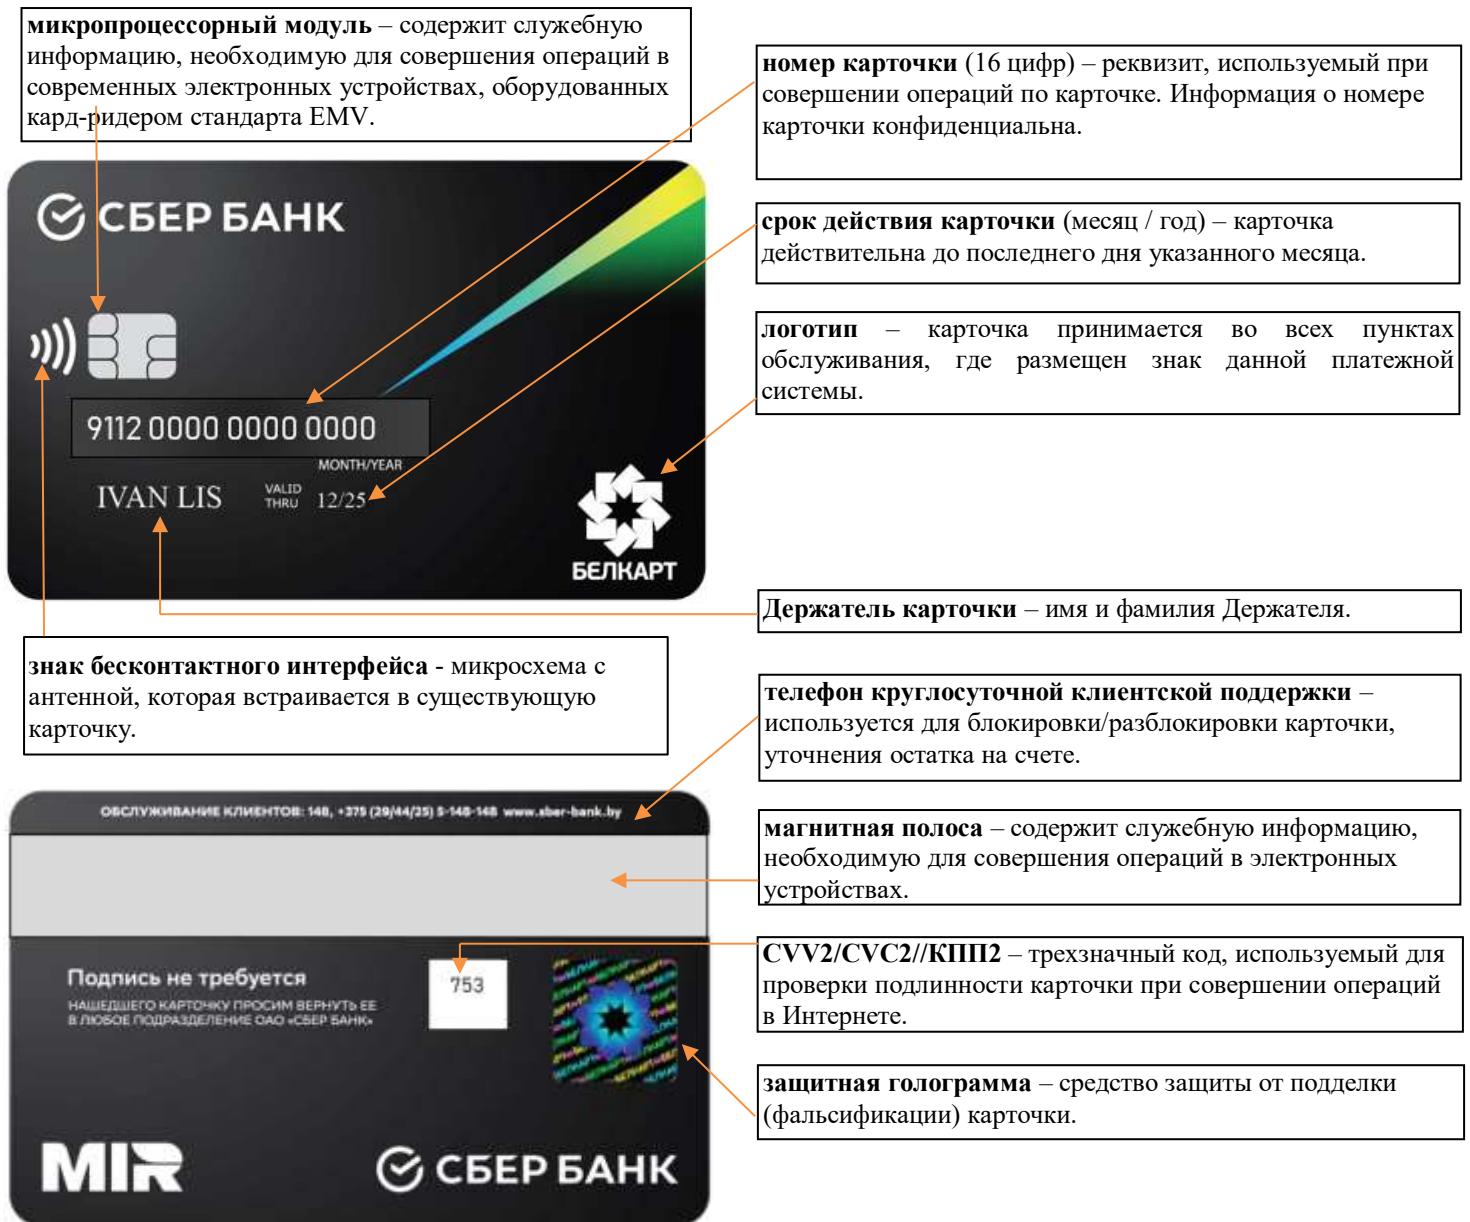 микропроцессорный модуль – содержит служебную
информацию, необходимую для совершения операций в
современных электронных устройствах, оборудованных
кард-ридером стандарта EMV.
номер карточки (16 цифр) – реквизит, используемый при
совершении операций по карточке. Информация о номере
карточки конфиденциальна.
СБЕР БАНК
срок действия карточки (месяц / год) – карточка
действительна до последнего дня указанного месяца.
логотип – карточка принимается во всех пунктах
обслуживания, где размещен знак данной платежной
системы.
9112 0000 0000 0000
MONTH/YEAR
IVAN LIS VALID THRU 12/25
БЕЛКАРТ
Держатель карточки – имя и фамилия Держателя.
знак бесконтактного интерфейса - микросхема с
антенной, которая встраивается в существующую
карточку.
телефон круглосуточной клиентской поддержки –
используется для блокировки/разблокировки карточки,
уточнения остатка на счете.
ОБСЛУЖИВАНИЕ КЛИЕНТОВ: 148, +375 (29/44/25) 5-148-148 www.sber-bank.by
магнитная полоса – содержит служебную информацию,
необходимую для совершения операций в электронных
устройствах.
CVV2/CVC2//КПП2 – трехзначный код, используемый для
проверки подлинности карточки при совершении операций
в Интернете.
Подпись не требуется
НАШЕДШЕГО КАРТОЧКУ ПРОСИМ ВЕРНУТЬ ЕЕ
В ЛЮБОЕ ПОДРАЗДЕЛЕНИЕ ОАО «СБЕР БАНК»
753
защитная голограмма – средство защиты от подделки
(фальсификации) карточки.
MIR
СБЕР БАНК